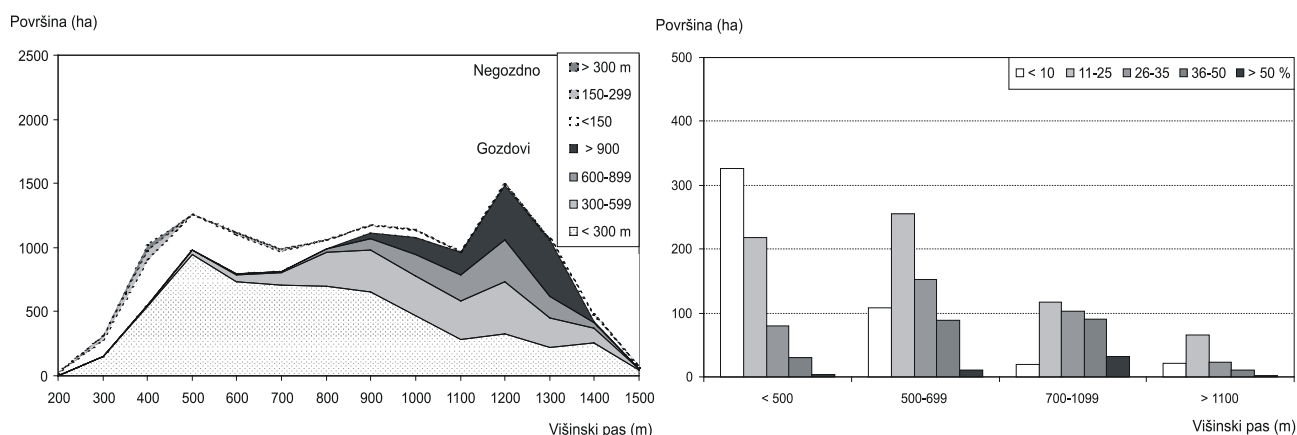 Površina (ha)
2500
2000
1500
1000
500
0
Negozdno
Gozdovi
> 300 m
150-299
<150
> 900
600-899
300-599
< 300 m
200 300 400 500 600 700 800 900 1000 1100 1200 1300 1400 1500
Višinski pas (m)
Površina (ha)
500
400
300
200
100
0
< 10 11-25 26-35 36-50 > 50 %
< 500 500-699 700-1099 > 1100
Višinski pas (m)